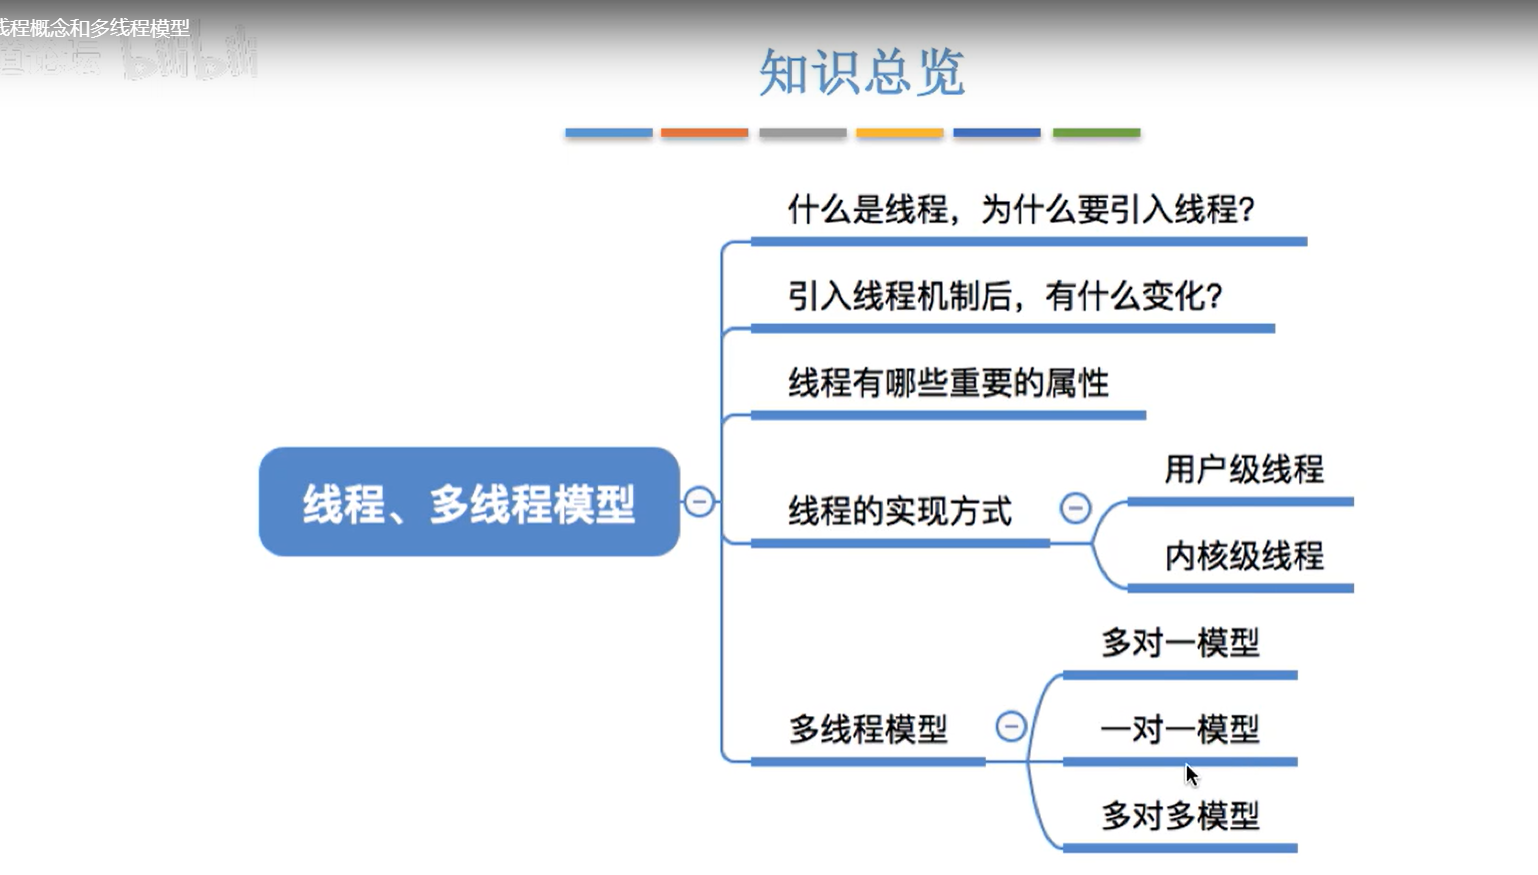 线程概念和多线程模型
知识总览
什么是线程，为什么要引入线程？
引入线程机制后，有什么变化？
线程有哪些重要的属性
线程、多线程模型
线程的实现方式
用户级线程
内核级线程
多线程模型
多对一模型
一对一模型
多对多模型